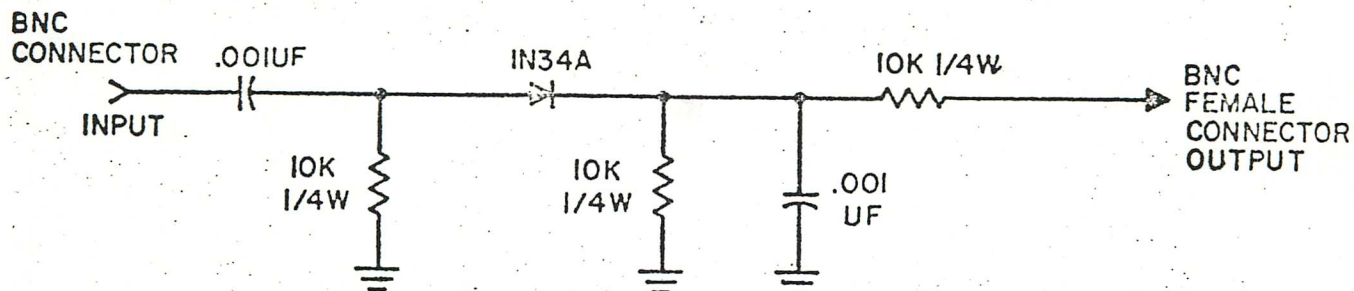 BNC
CONNECTOR
INPUT
.001UF
10K
1/4W
1N34A
10K
1/4W
.001
UF
10K 1/4W
BNC
FEMALE
CONNECTOR
OUTPUT